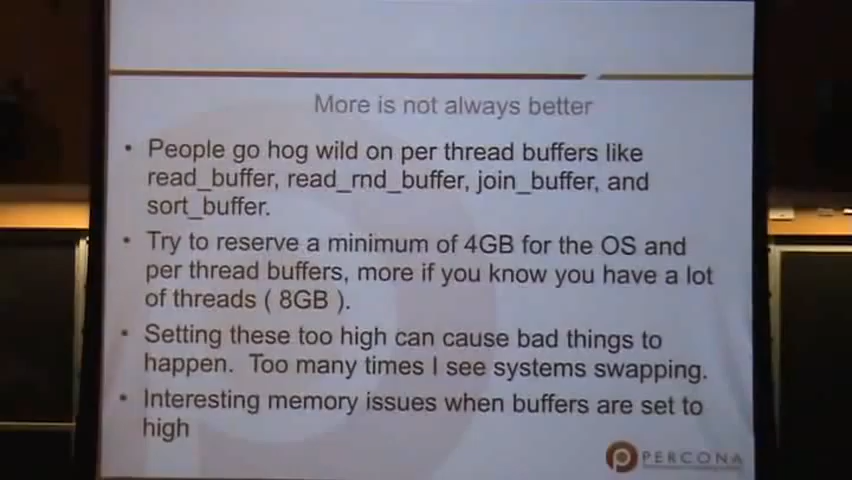 More is not always better
• People go hog wild on per thread buffers like
read_buffer, read_rnd_buffer, join_buffer, and
sort_buffer.
• Try to reserve a minimum of 4GB for the OS and
per thread buffers, more if you know you have a lot
of threads ( 8GB ).
• Setting these too high can cause bad things to
happen. Too many times I see systems swapping.
• Interesting memory issues when buffers are set to
high
PERCONA